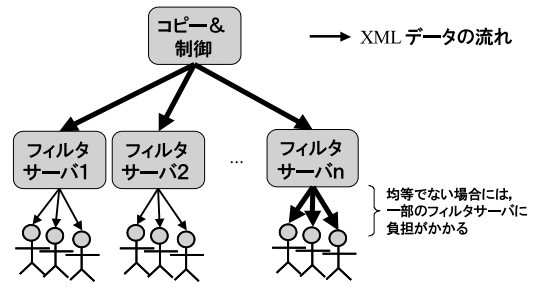 コピー＆
制御
XML データの流れ
フィルタ
サーバ1
フィルタ
サーバ2
…
フィルタ
サーバn
均等でない場合には,
一部のフィルタサーバに
負担がかかる